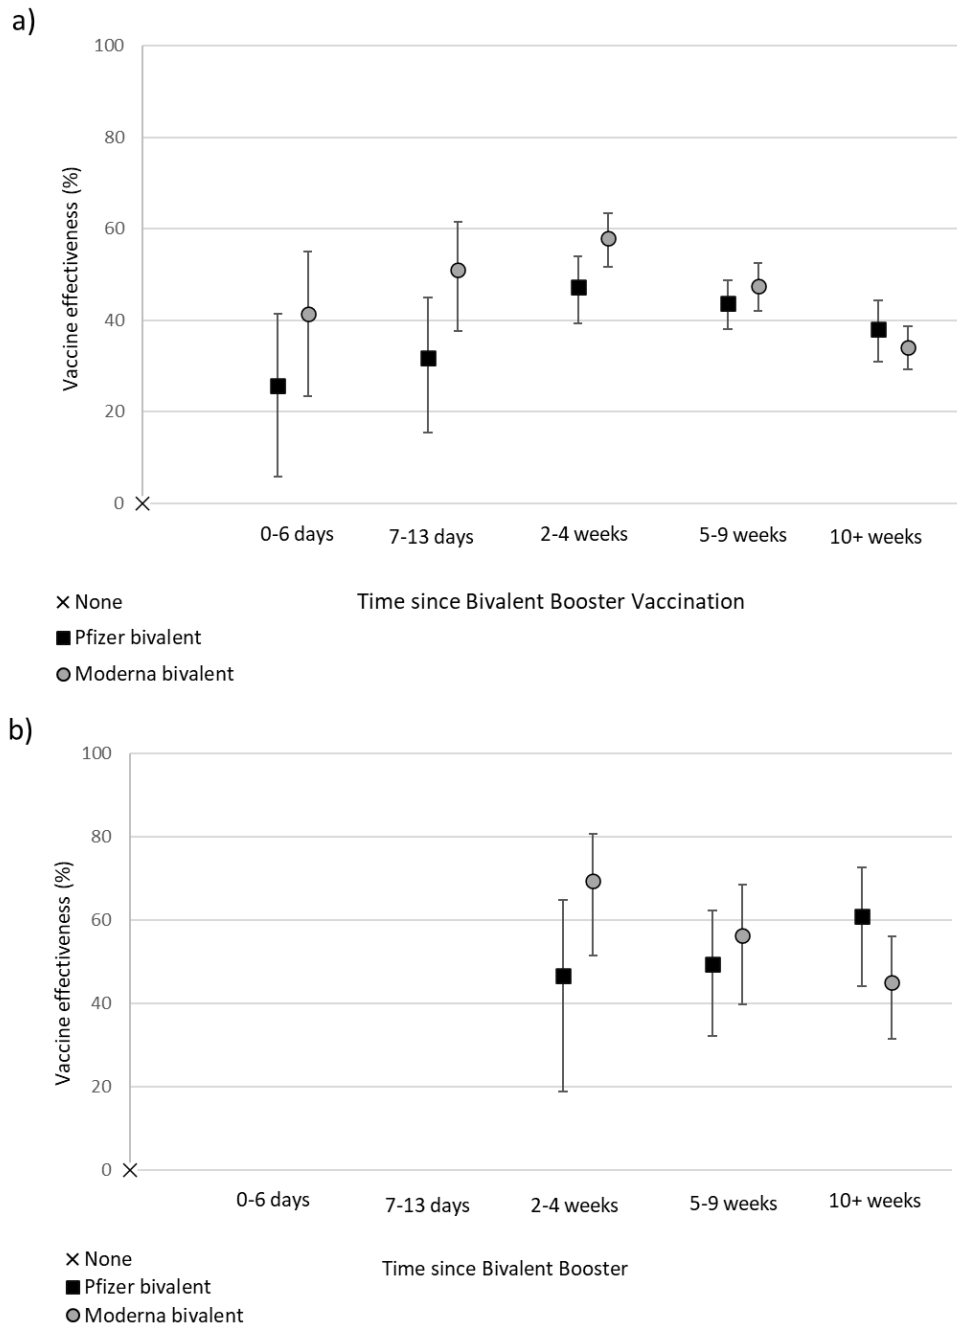 a)
100
80
60
40
20
0
Vaccine effectiveness (%)
0-6 days
7-13 days
2-4 weeks
5-9 weeks
10+ weeks
Time since Bivalent Booster Vaccination
None
Pfizer bivalent
Moderna bivalent
b)
100
80
60
40
20
0
Vaccine effectiveness (%)
0-6 days
7-13 days
2-4 weeks
5-9 weeks
10+ weeks
Time since Bivalent Booster
None
Pfizer bivalent
Moderna bivalent